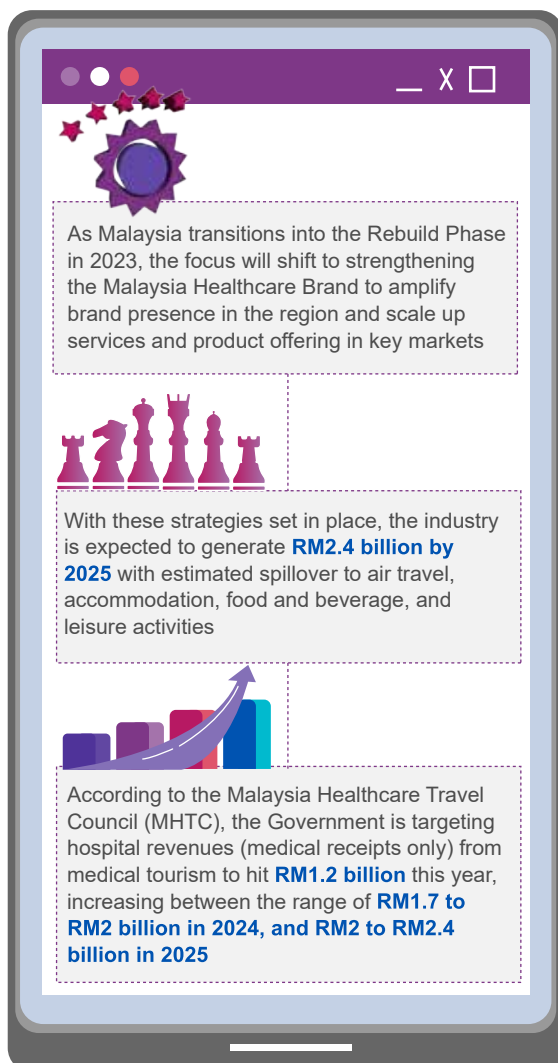 As Malaysia transitions into the Rebuild Phase
in 2023, the focus will shift to strengthening
the Malaysia Healthcare Brand to amplify
brand presence in the region and scale up
services and product offering in key markets
With these strategies set in place, the industry
is expected to generate RM2.4 billion by
2025 with estimated spillover to air travel,
accommodation, food and beverage, and
leisure activities
According to the Malaysia Healthcare Travel
Council (MHTC), the Government is targeting
hospital revenues (medical receipts only) from
medical tourism to hit RM1.2 billion this year,
increasing between the range of RM1.7 to
RM2 billion in 2024, and RM2 to RM2.4
billion in 2025